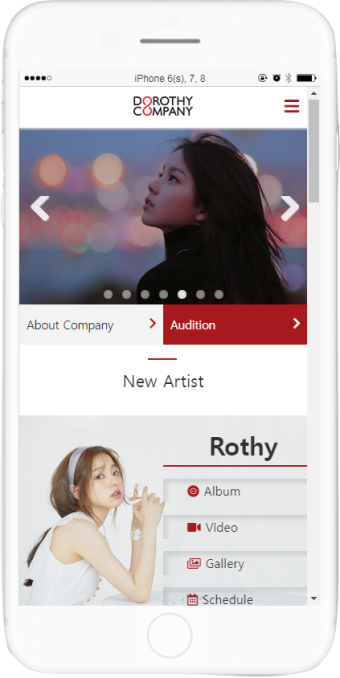 iPhone 6(s), 7, 8
DOROTHY
COMPANY
About Company
Audition
New Artist
Rothy
Album
Video
Gallery
Schedule